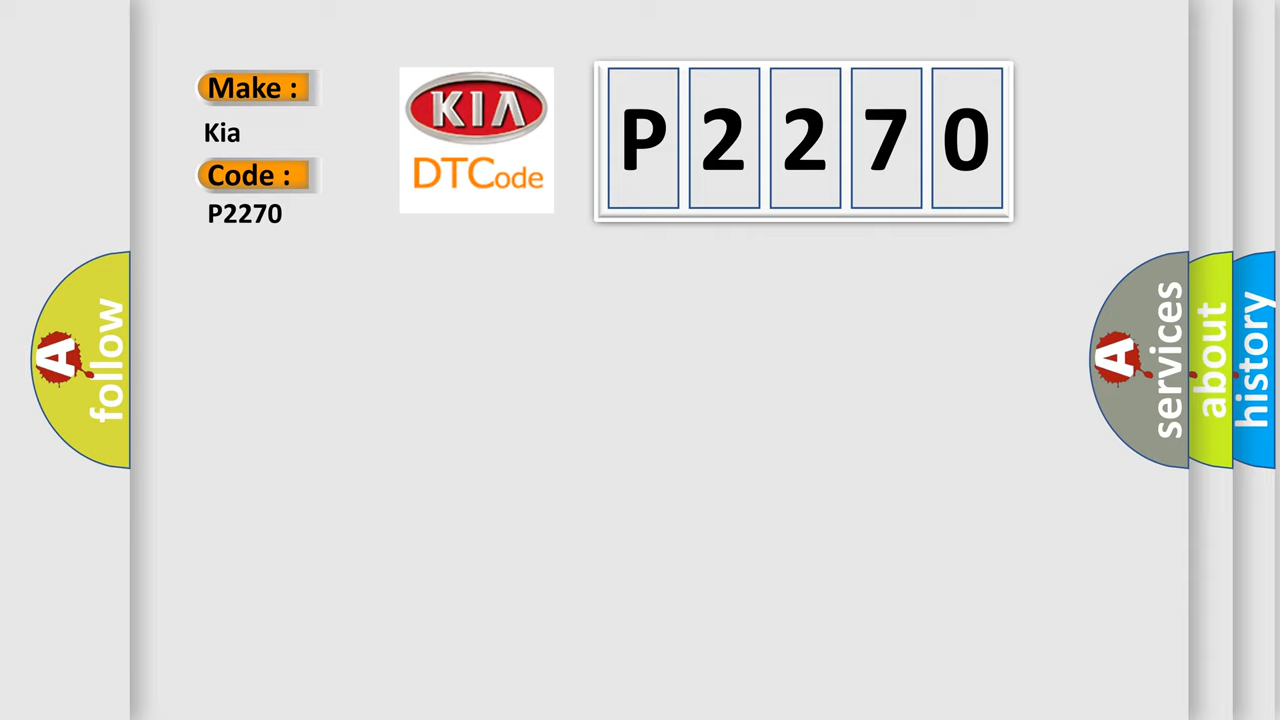 Make :
Kia
Code :
P2270
KIA
DTCode
P 2 2 7 0
A
follow
A
services
about
history